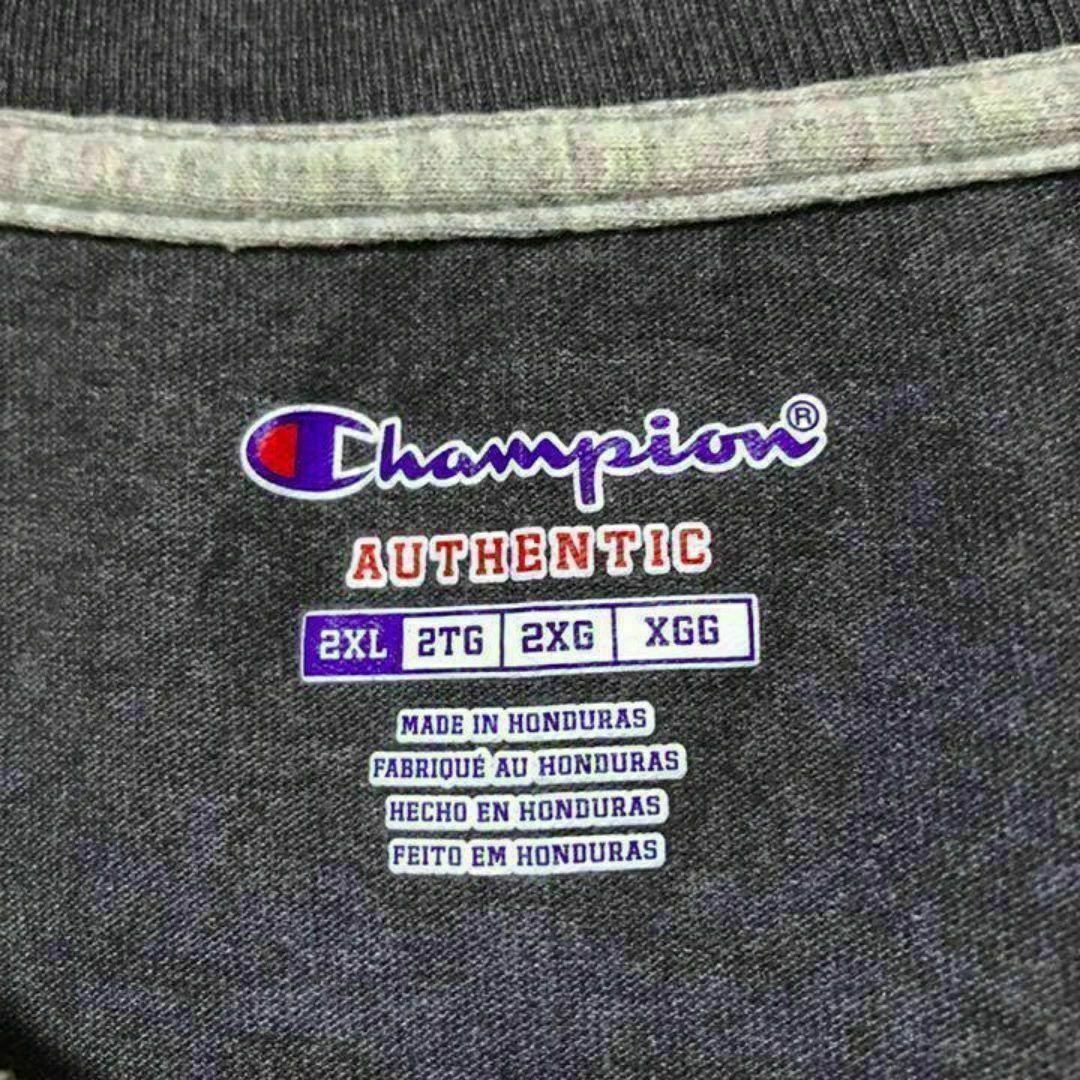 Champion®
AUTHENTIC
2XL 2TG 2XG XGG
MADE IN HONDURAS
FABRIQUÉ AU HONDURAS
HECHO EN HONDURAS
FEITO EM HONDURAS